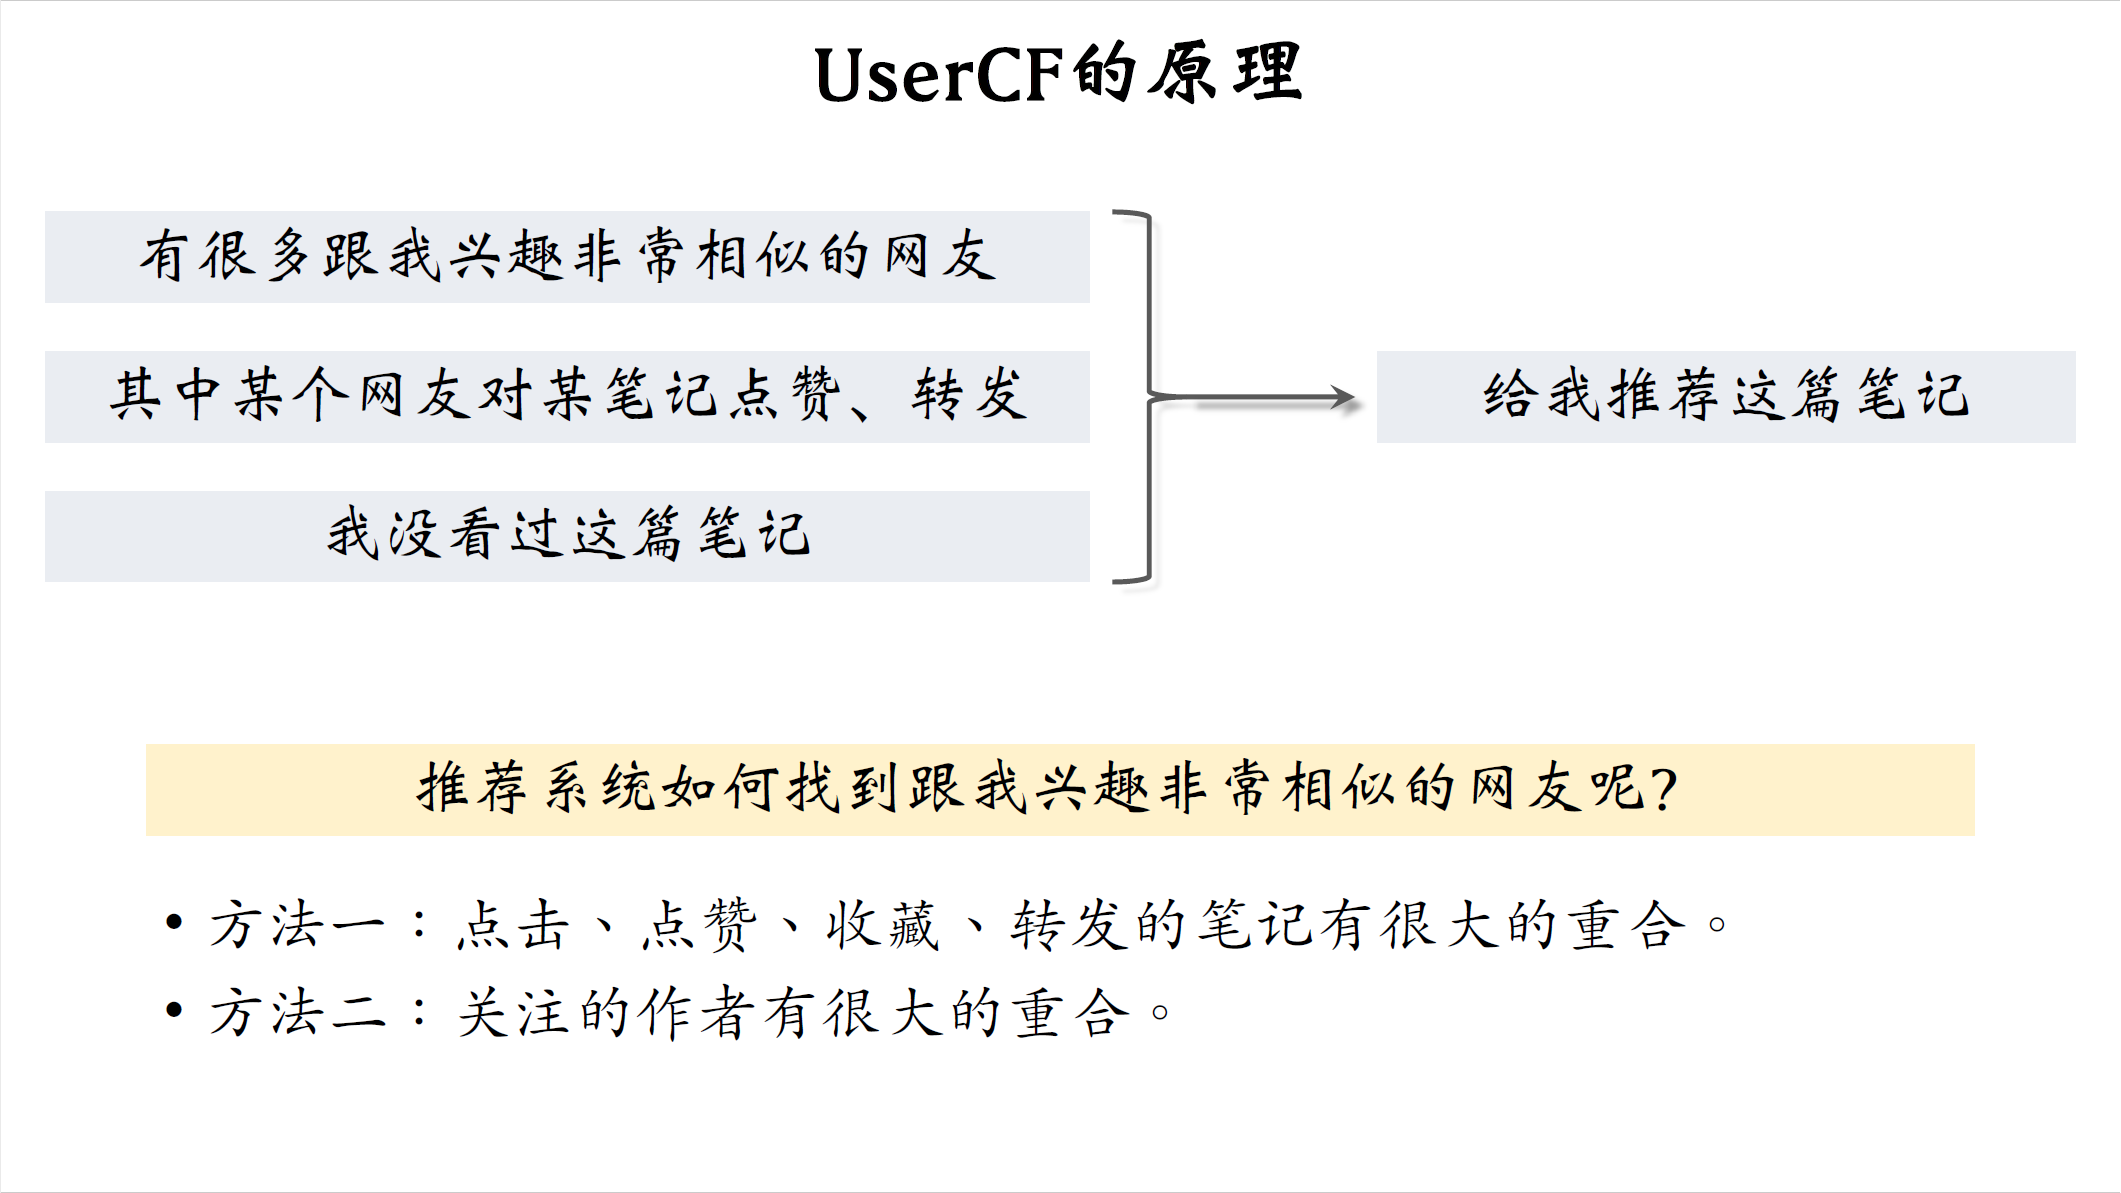 UserCF的原理
有很多跟我兴趣非常相似的网友
其中某个网友对某笔记点赞、转发
给我推荐这篇笔记
我没看过这篇笔记
推荐系统如何找到跟我兴趣非常相似的网友呢?
• 方法一：点击、点赞、收藏、转发的笔记有很大的重合。
• 方法二：关注的作者有很大的重合。